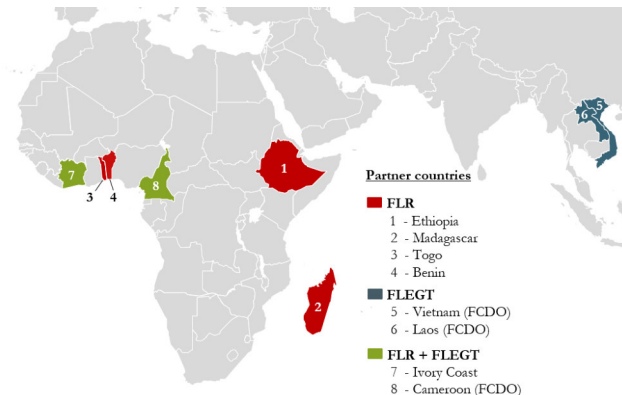 5
6
7
8
1
3
4
2
Partner countries
FLR
1 - Ethiopia
2 - Madagascar
3 - Togo
4 - Benin
FLEGT
5 - Vietnam (FCDO)
6 - Laos (FCDO)
FLR + FLEGT
7 - Ivory Coast
8 - Cameroon (FCDO)